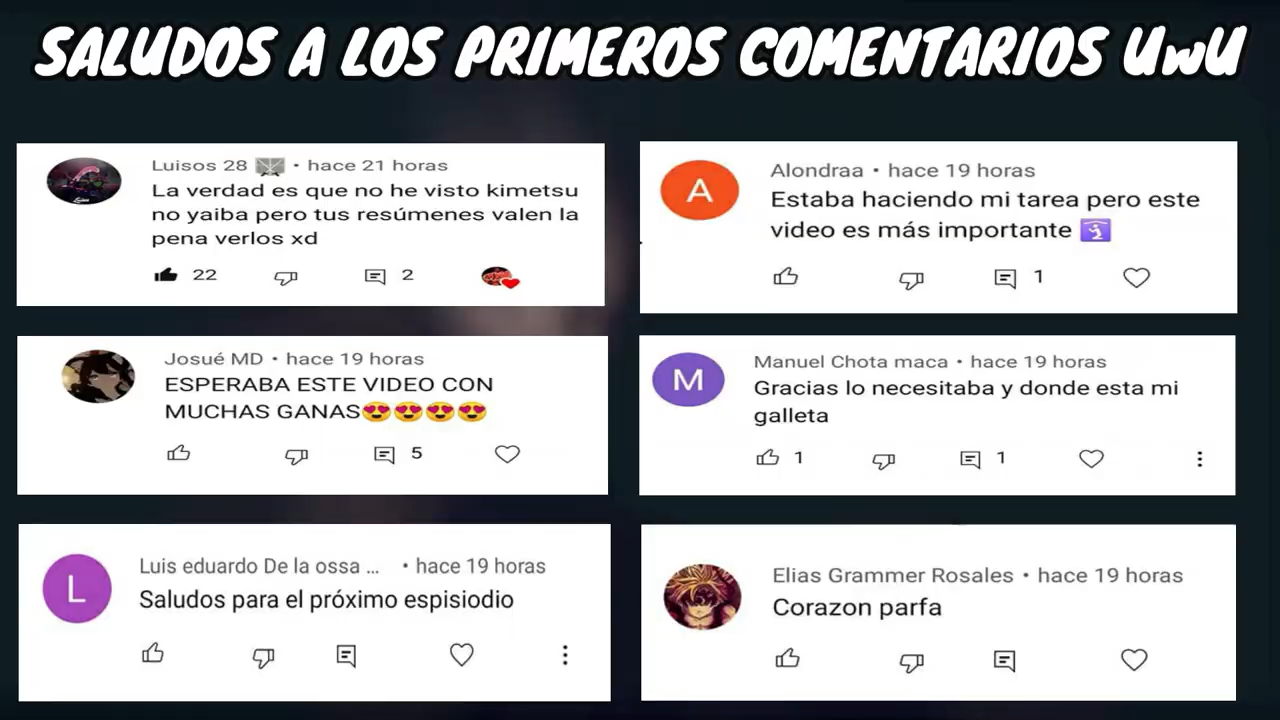 SALUDOS A LOS PRIMEROS COMENTARIOS UwU
Luisos 28 • hace 21 horas
La verdad es que no he visto kimetsu
no yaiba pero tus resúmenes valen la
pena verlos xd
22 2
Alondraa • hace 19 horas
Estaba haciendo mi tarea pero este
video es más importante 🛐
1
Josué MD • hace 19 horas
ESPERABA ESTE VIDEO CON
MUCHAS GANAS😍😍😍😍
5
Manuel Chota maca • hace 19 horas
Gracias lo necesitaba y donde esta mi
galleta
1 1
Luis eduardo De la ossa ... • hace 19 horas
Saludos para el próximo espisiodio
Elias Grammer Rosales • hace 19 horas
Corazon parfa